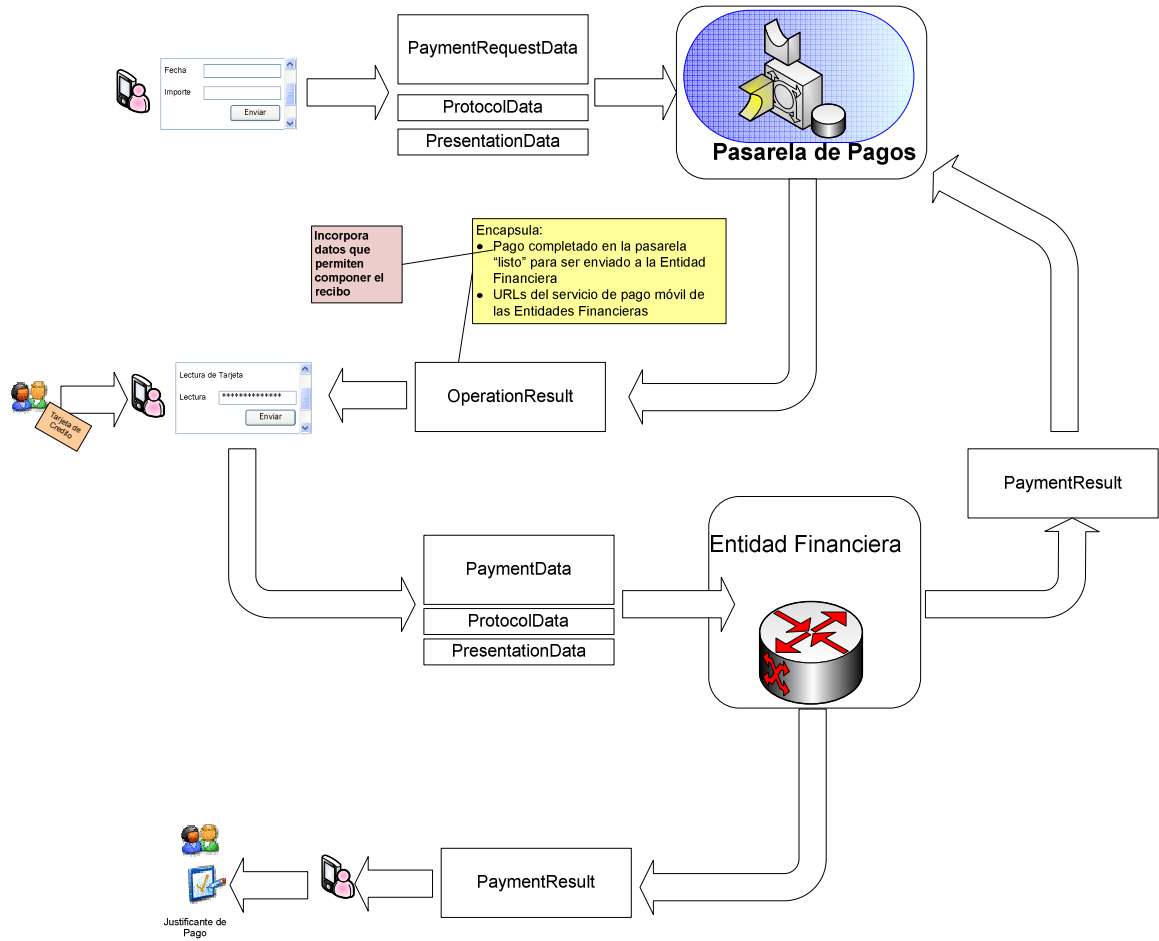 PaymentRequestData
Fecha
Importe
Enviar
ProtocolData
PresentationData
Pasarela de Pagos
Incorpora
datos que
permiten
componer el
recibo
Encapsula:
● Pago completado en la pasarela
“listo” para ser enviado a la Entidad
Financiera
● URLs del servicio de pago móvil de
las Entidades Financieras
Lectura de Tarjeta
Lectura **************
Enviar
Tarjeta de
Credito
OperationResult
PaymentResult
PaymentData
ProtocolData
PresentationData
Entidad Financiera
PaymentResult
Justificante de
Pago